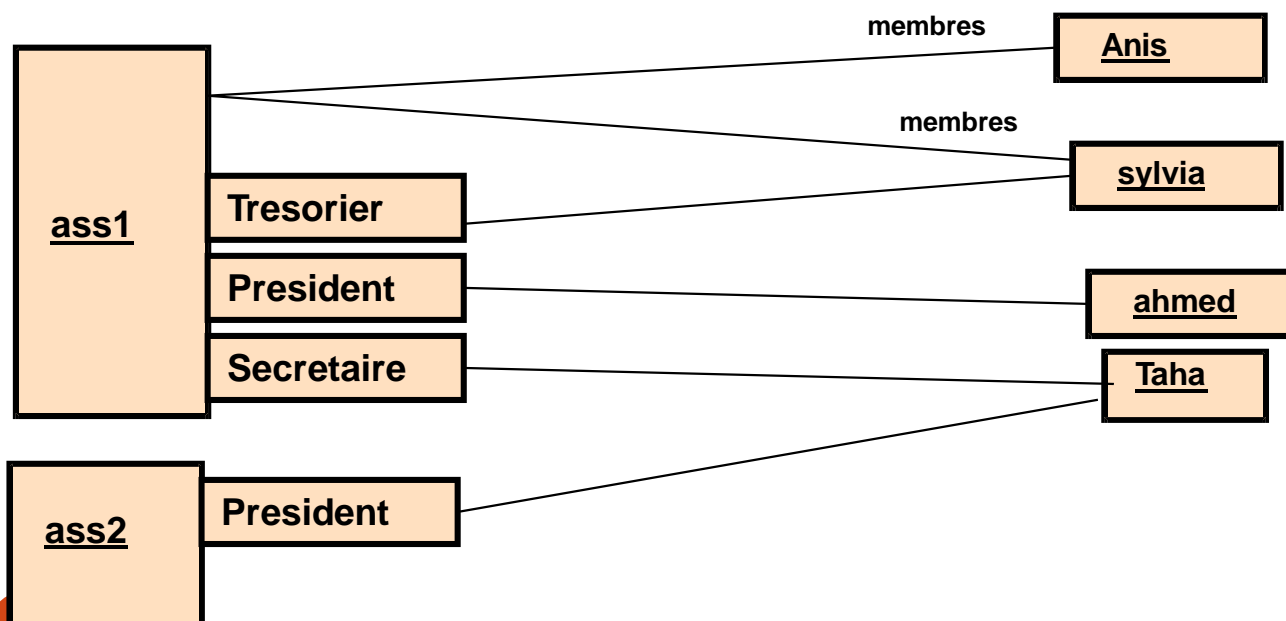 membres
Anis
membres
sylvia
ass1
Tresorier
President
Secretaire
ahmed
Taha
ass2
President